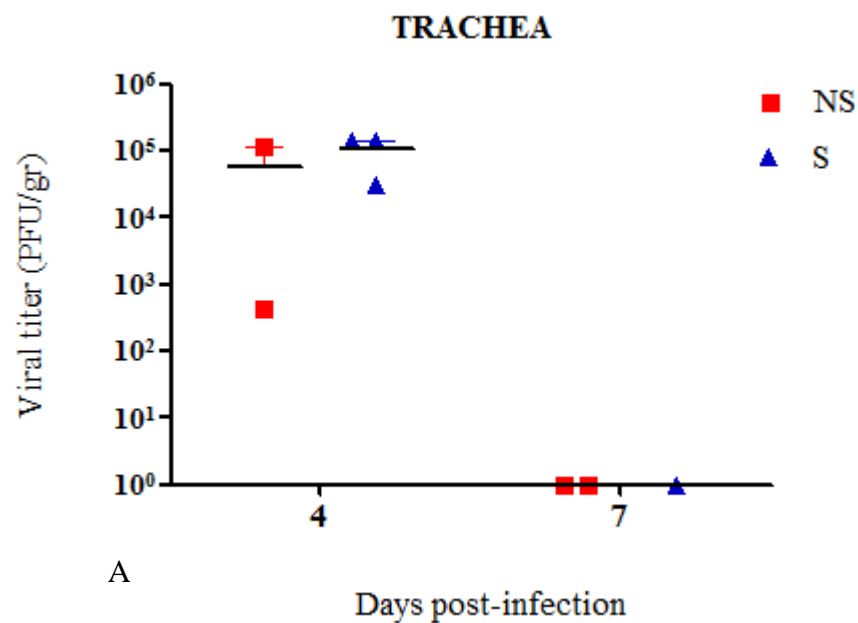 TRACHEA
Viral titer (PFU/gr)
10⁶
10⁵
10⁴
10³
10²
10¹
10⁰
4
7
NS
S
A
Days post-infection